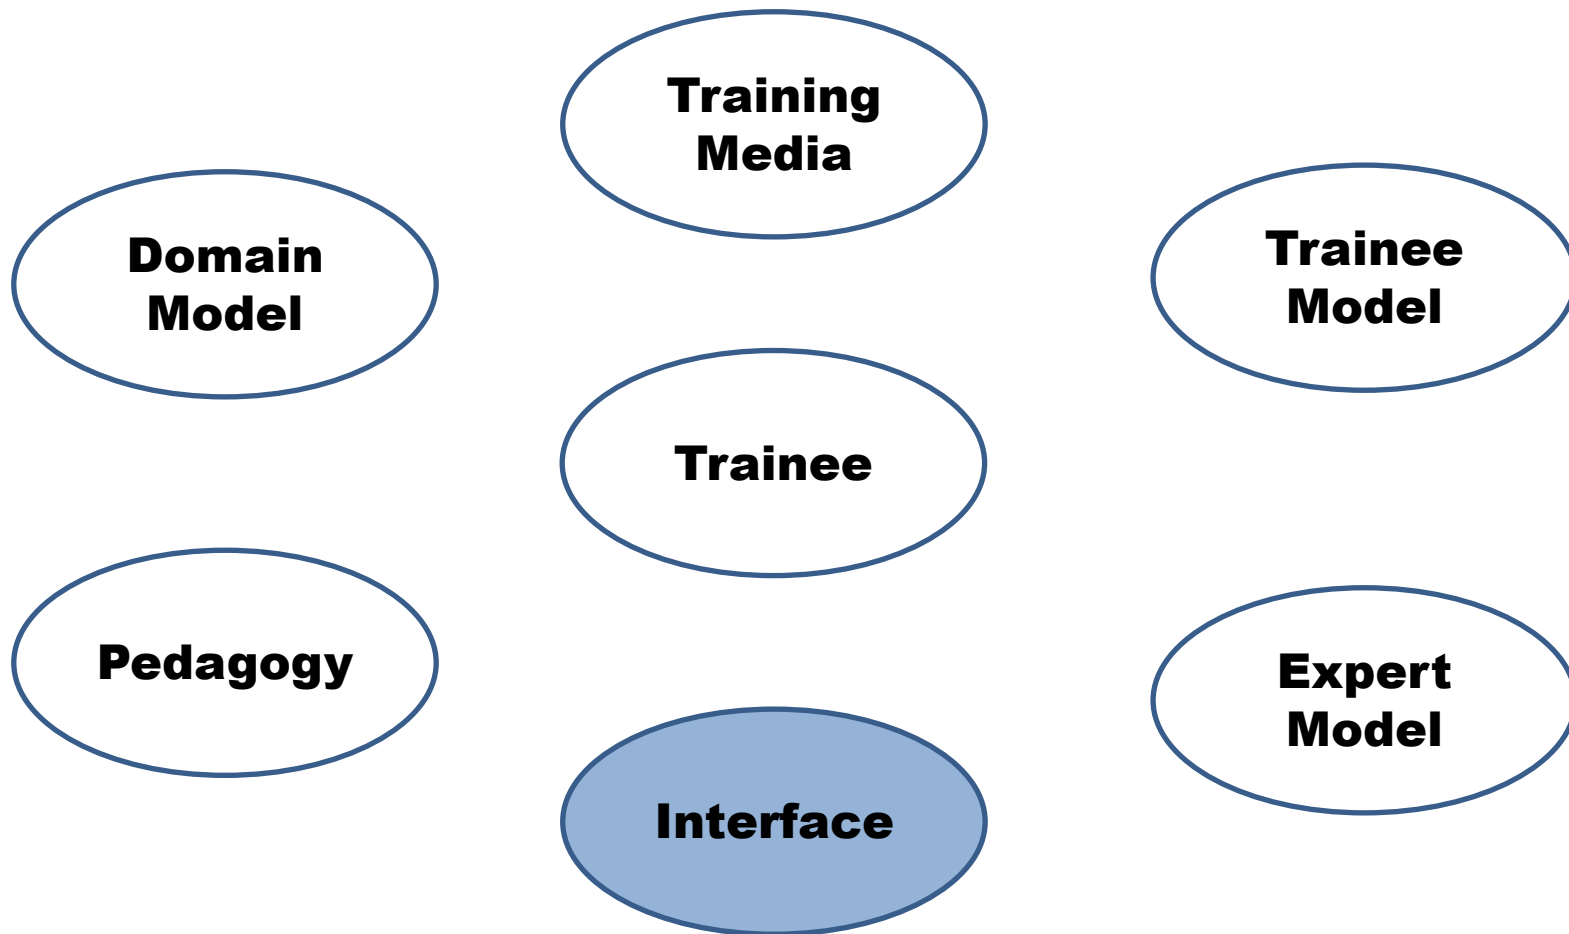 Training
Media
Domain
Model
Trainee
Model
Trainee
Pedagogy
Expert
Model
Interface